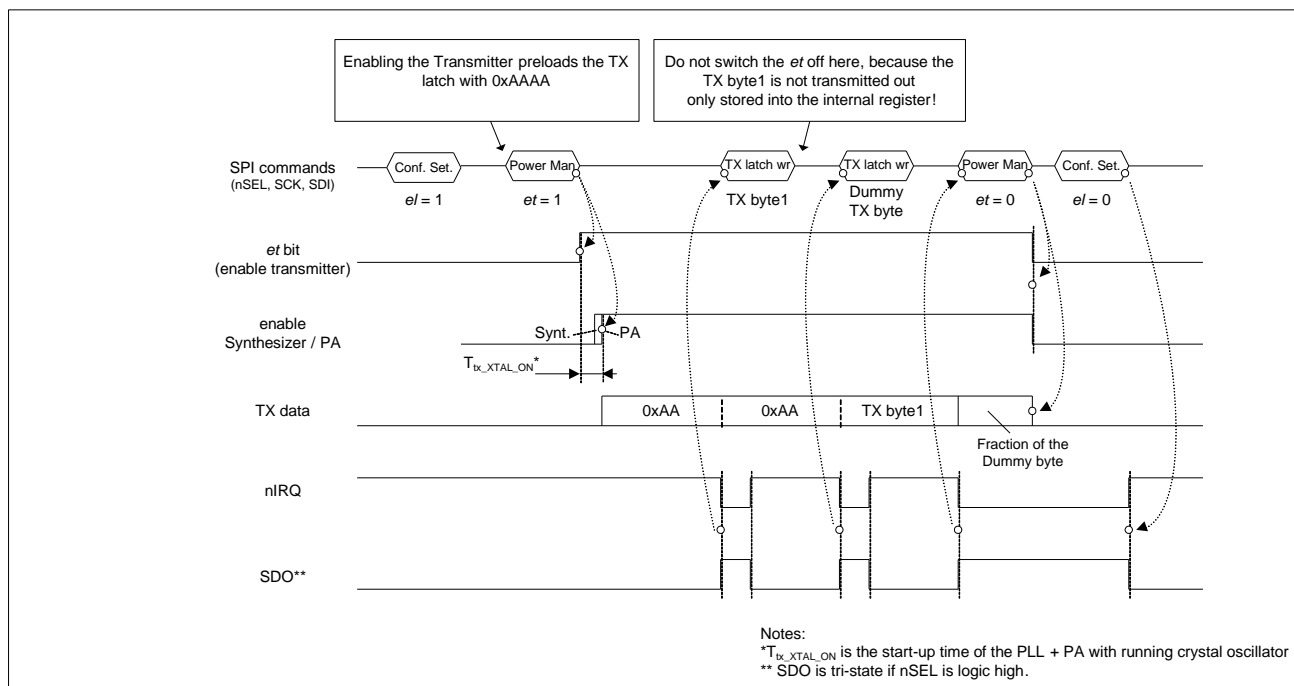 Enabling the Transmitter preloads the TX
latch with 0xAAAA
Do not switch the et off here, because the
TX byte1 is not transmitted out
only stored into the internal register!
SPI commands
(nSEL, SCK, SDI)
Conf. Set.
Power Man
TX latch wr
TX latch wr
Power Man
Conf. Set.
el = 1
et = 1
TX byte1
Dummy
TX byte
et = 0
el = 0
et bit
(enable transmitter)
enable
Synthesizer / PA
Synt.
PA
Ttx_XTAL_ON*
TX data
0xAA
0xAA
TX byte1
Fraction of the
Dummy byte
nIRQ
SDO**
Notes:
*Ttx_XTAL_ON is the start-up time of the PLL + PA with running crystal oscillator
** SDO is tri-state if nSEL is logic high.